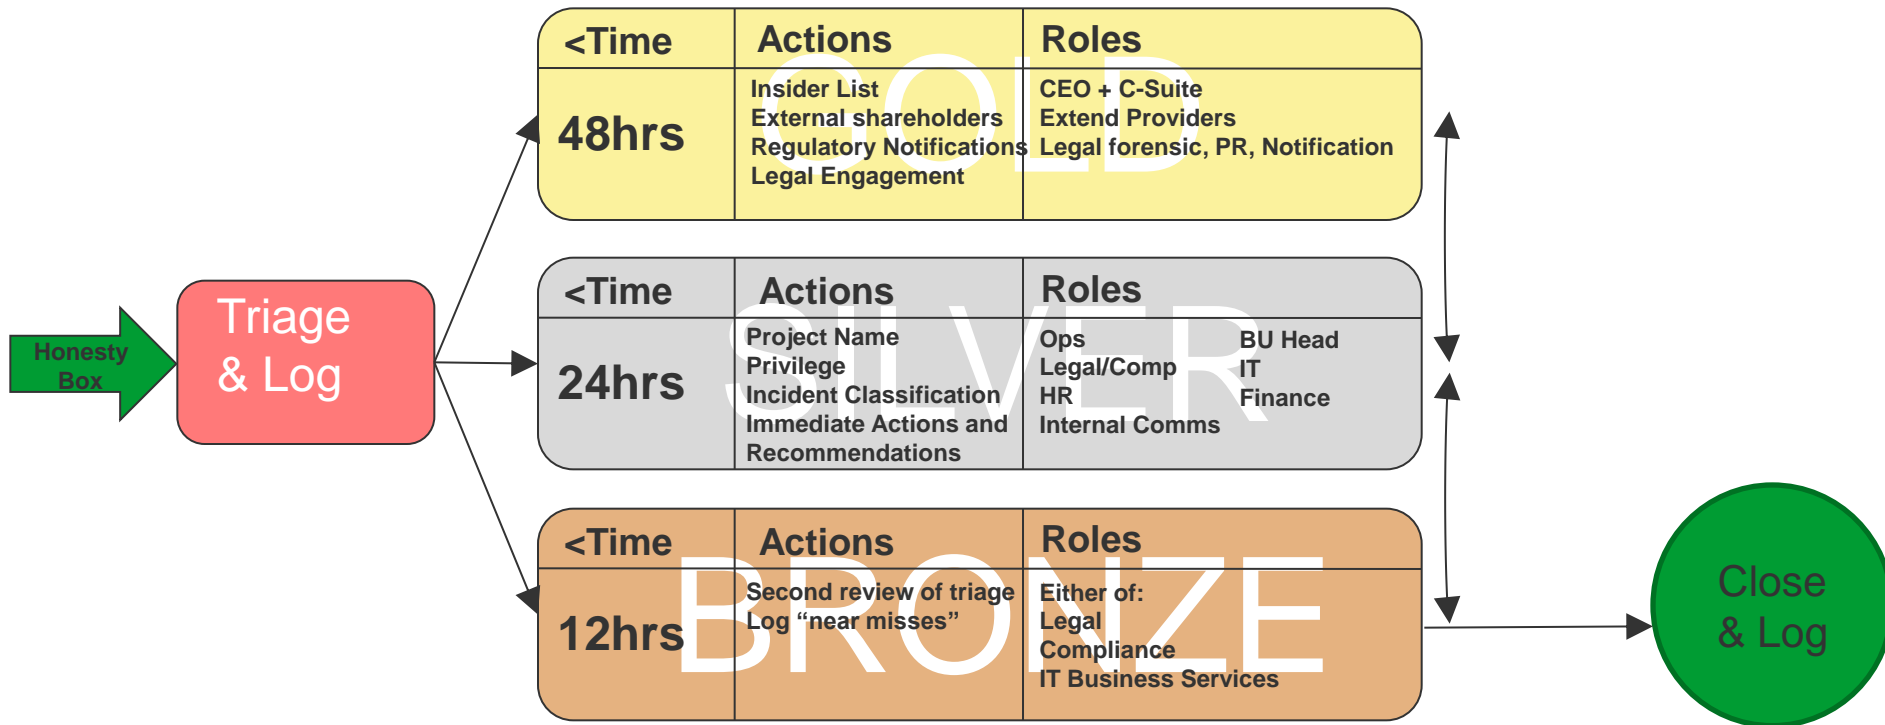 Honesty
Box
Triage
& Log
GOLD
<Time
Actions
Roles
48hrs
Insider List
External shareholders
Regulatory Notifications
Legal Engagement
CEO + C-Suite
Extend Providers
Legal forensic, PR, Notification
SILVER
<Time
Actions
Roles
24hrs
Project Name
Privilege
Incident Classification
Immediate Actions and
Recommendations
Ops
Legal/Comp
HR
Internal Comms
BU Head
IT
Finance
BRONZE
<Time
Actions
Roles
12hrs
Second review of triage
Log “near misses”
Either of:
Legal
Compliance
IT Business Services
Close
& Log